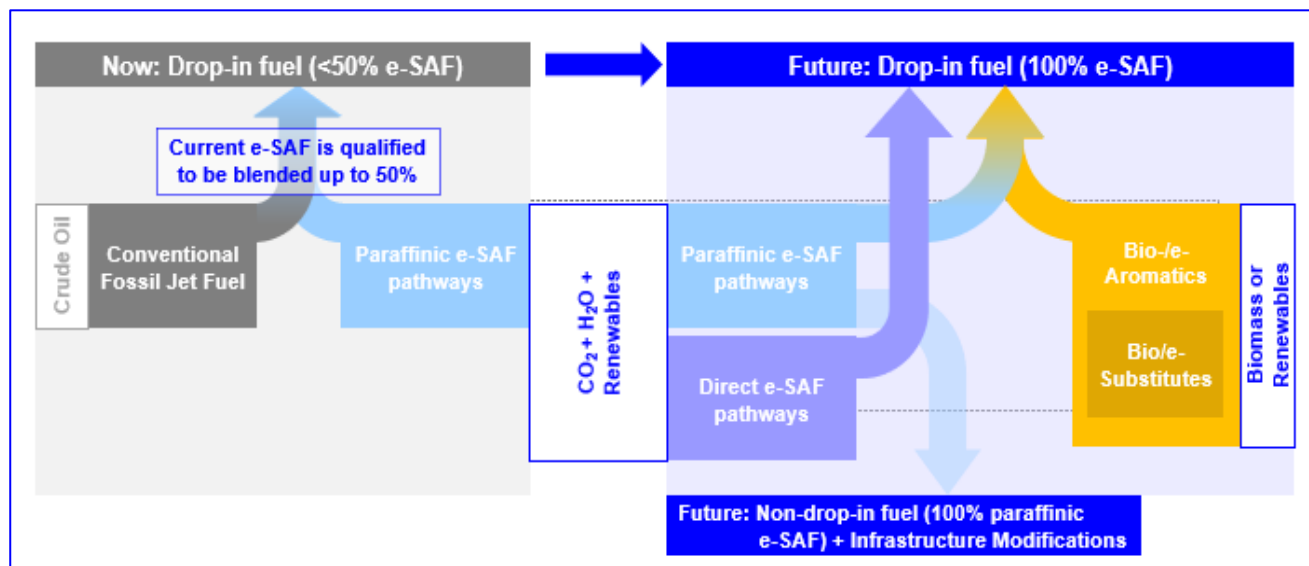 Now: Drop-in fuel (<50% e-SAF)
Future: Drop-in fuel (100% e-SAF)
Current e-SAF is qualified
to be blended up to 50%
Crude Oil
Conventional
Fossil Jet Fuel
Paraffinic e-SAF
pathways
CO₂ + H₂O +
Renewables
Paraffinic e-SAF
pathways
Direct e-SAF
pathways
Bio-/e-
Aromatics
Bio/e-
Substitutes
Biomass or
Renewables
Future: Non-drop-in fuel (100% paraffinic
e-SAF) + Infrastructure Modifications